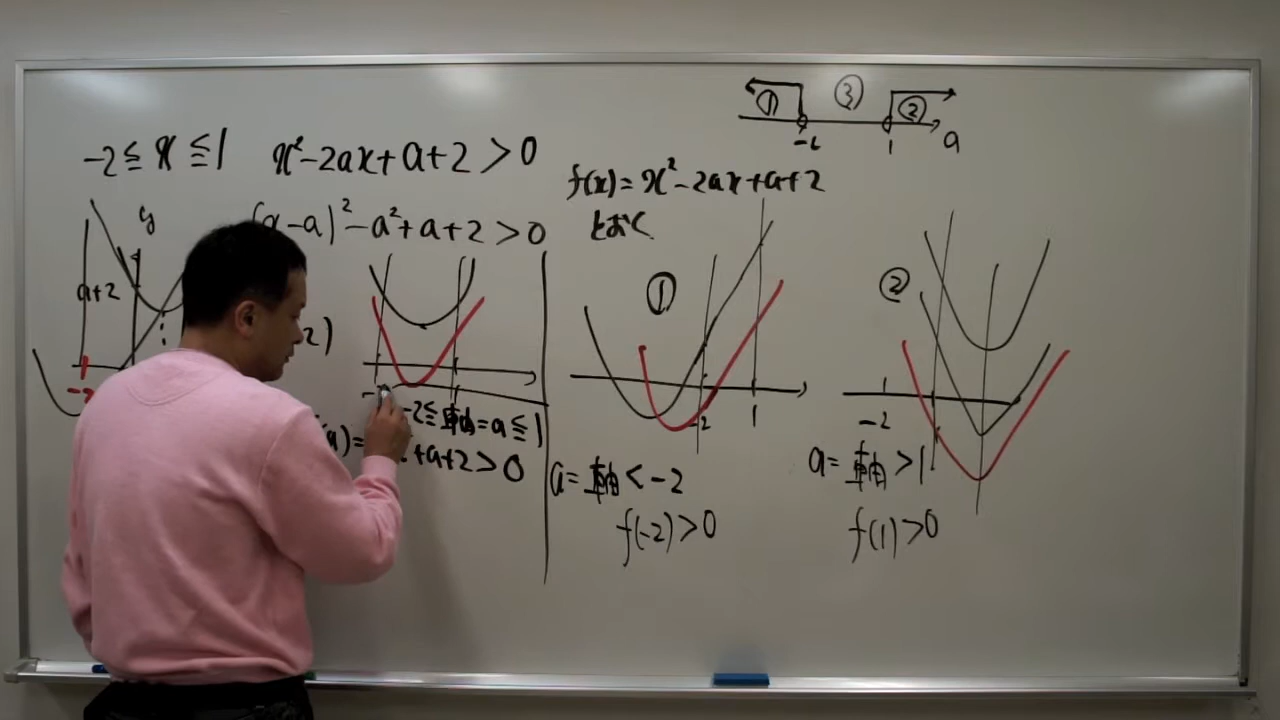 ① ③ ②
-2 1 a
-2 ≦ x ≦ 1 x²-2ax+a+2>0
f(x)=x²-2ax+a+2
とおく
(x-a)²-a²+a+2>0
y
a+2
2)
-2≦軸=a≦1
+a+2>0
①
-2 1
a=軸<-2
f(-2)>0
②
1
-2
a=軸>1
f(1)>0